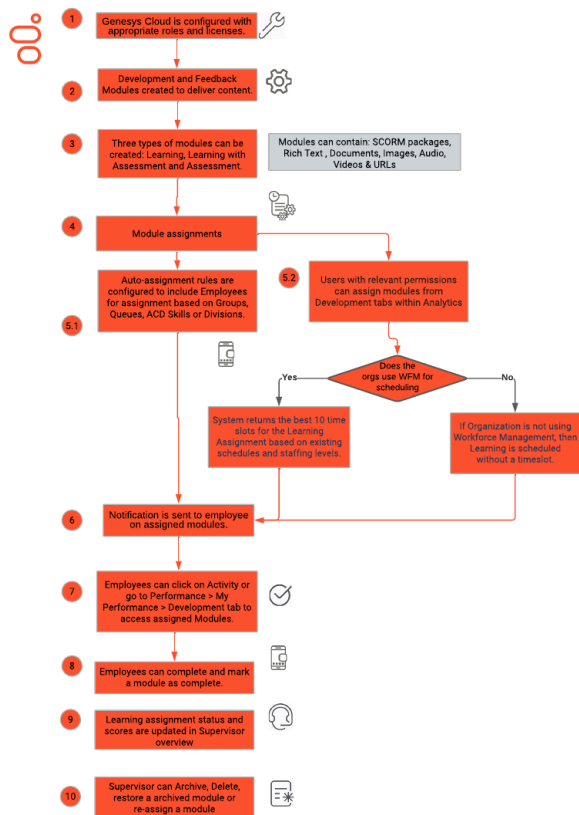 1
Genesys Cloud is configured with
appropriate roles and licenses.
2
Development and Feedback
Modules created to deliver content.
3
Three types of modules can be
created: Learning, Learning with
Assessment and Assessment.
Modules can contain: SCORM packages,
Rich Text , Documents, Images, Audio,
Videos & URLs
4
Module assignments
5.1
Auto-assignment rules are
configured to include Employees
for assignment based on Groups,
Queues, ACD Skills or Divisions.
5.2
Users with relevant permissions
can assign modules from
Development tabs within Analytics
Does the
orgs use WFM for
scheduling
Yes
No
System returns the best 10 time
slots for the Learning
Assignment based on existing
schedules and staffing levels.
If Organization is not using
Workforce Management, then
Learning is scheduled
without a timeslot.
6
Notification is sent to employee
on assigned modules.
7
Employees can click on Activity or
go to Performance > My
Performance > Development tab to
access assigned Modules.
8
Employees can complete and mark
a module as complete.
9
Learning assignment status and
scores are updated in Supervisor
overview
10
Supervisor can Archive, Delete,
restore a archived module or
re-assign a module